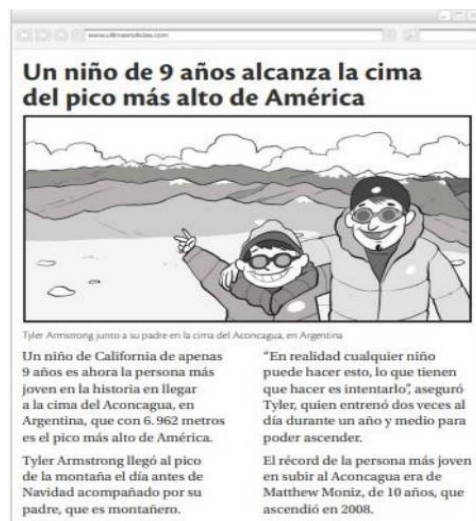 www.ultimasnoticias.com
Un niño de 9 años alcanza la cima
del pico más alto de América
Tyler Armstrong junto a su padre en la cima del Aconcagua, en Argentina
Un niño de California de apenas
9 años es ahora la persona más
joven en la historia en llegar
a la cima del Aconcagua, en
Argentina, que con 6.962 metros
es el pico más alto de América.
Tyler Armstrong llegó al pico
de la montaña el día antes de
Navidad acompañado por su
padre, que es montañero.
“En realidad cualquier niño
puede hacer esto, lo que tienen
que hacer es intentarlo”, aseguró
Tyler, quien entrenó dos veces al
día durante un año y medio para
poder ascender.
El récord de la persona más joven
en subir al Aconcagua era de
Matthew Moniz, de 10 años, que
ascendió en 2008.